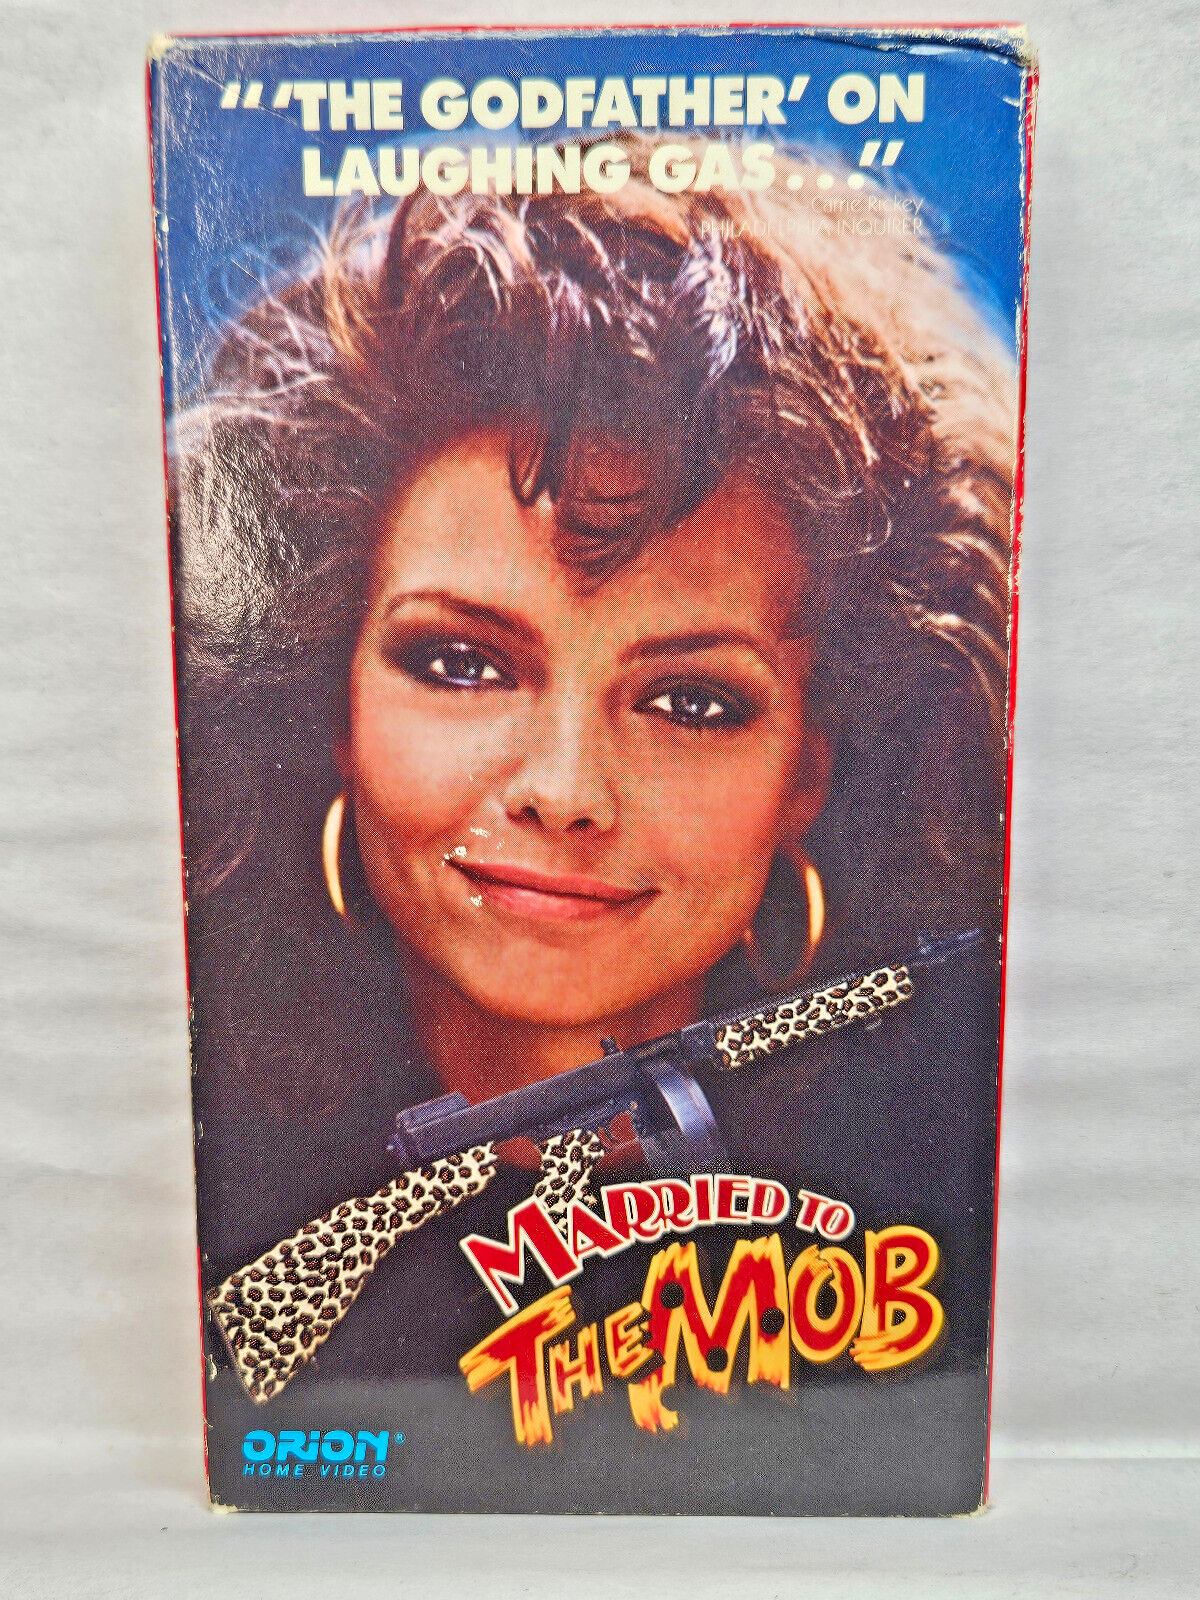 "'THE GODFATHER' ON
LAUGHING GAS..."
Carrie Rickey
PHILADELPHIA INQUIRER
MARRIED TO
THE MOB
ORION®
HOME VIDEO